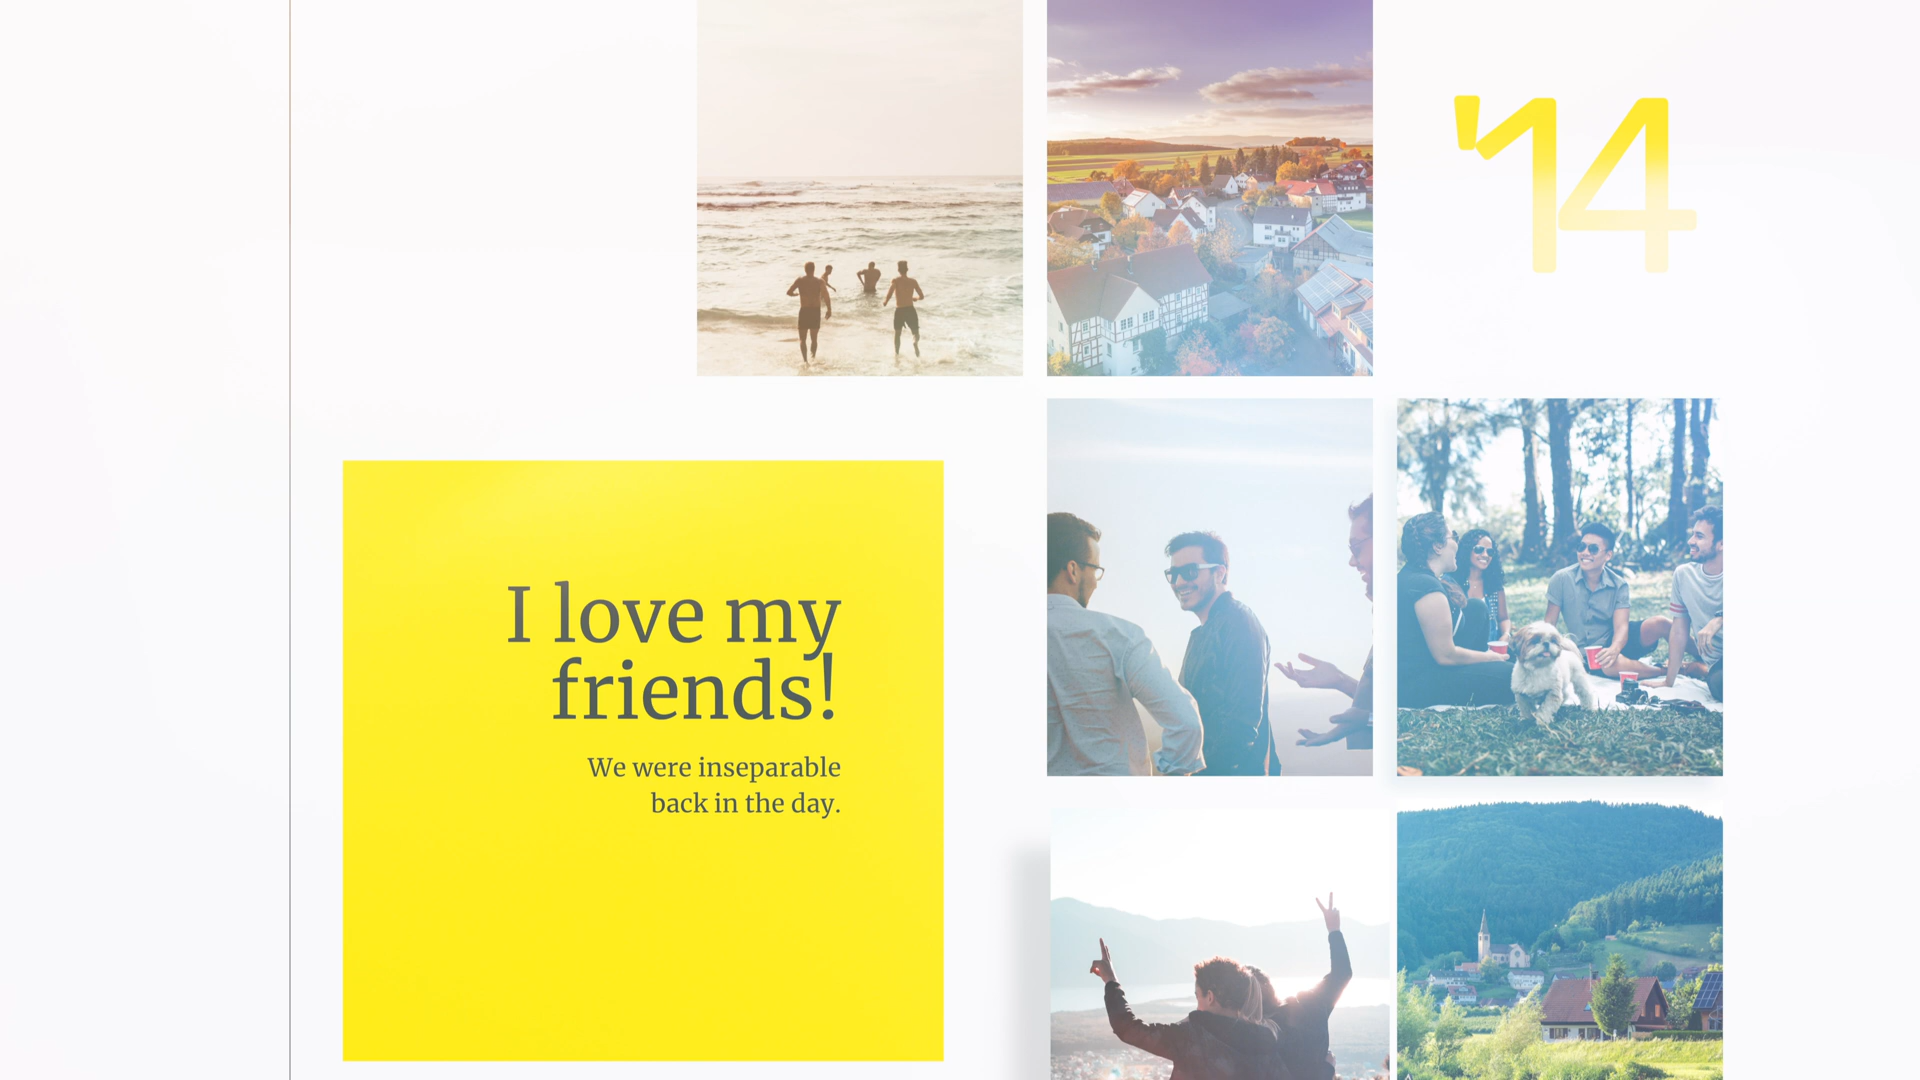 '14
I love my
friends!
We were inseparable
back in the day.